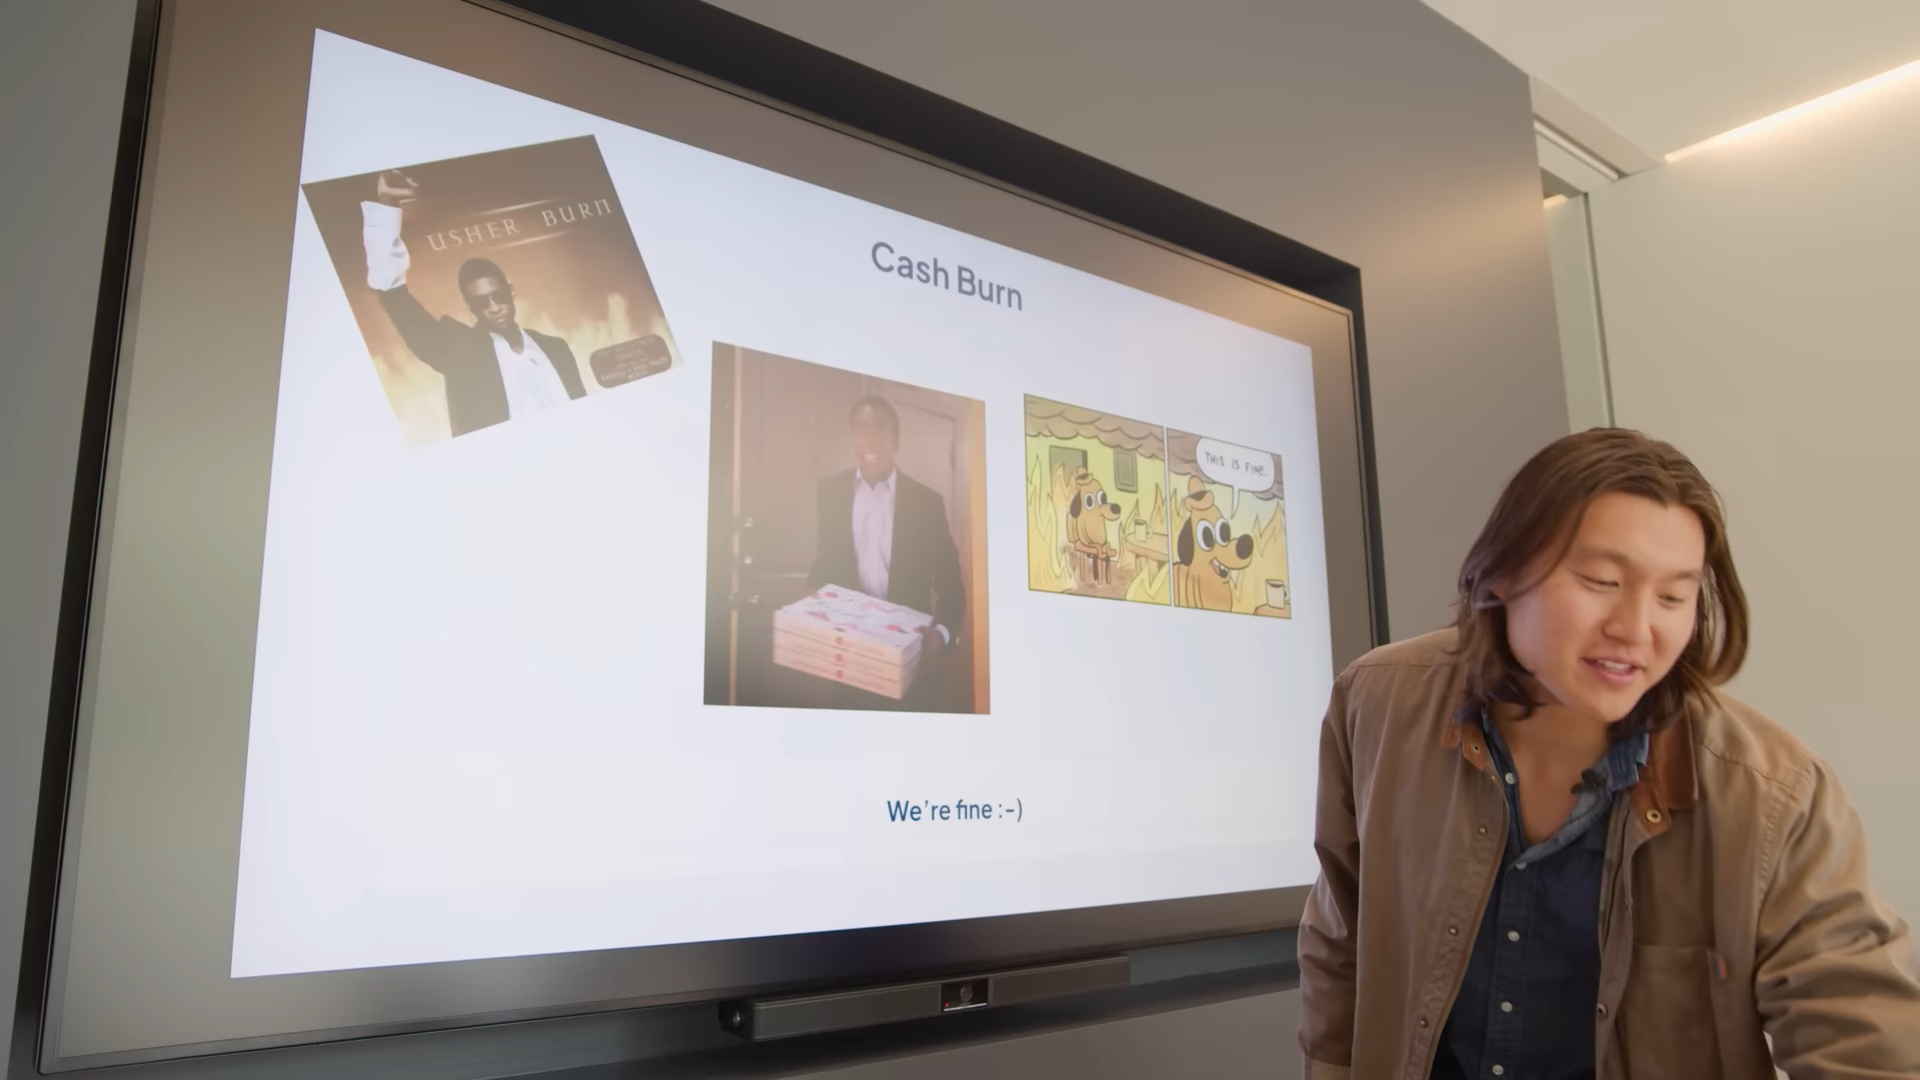 USHER BURN
Cash Burn
THIS IS FINE.
We're fine :-)